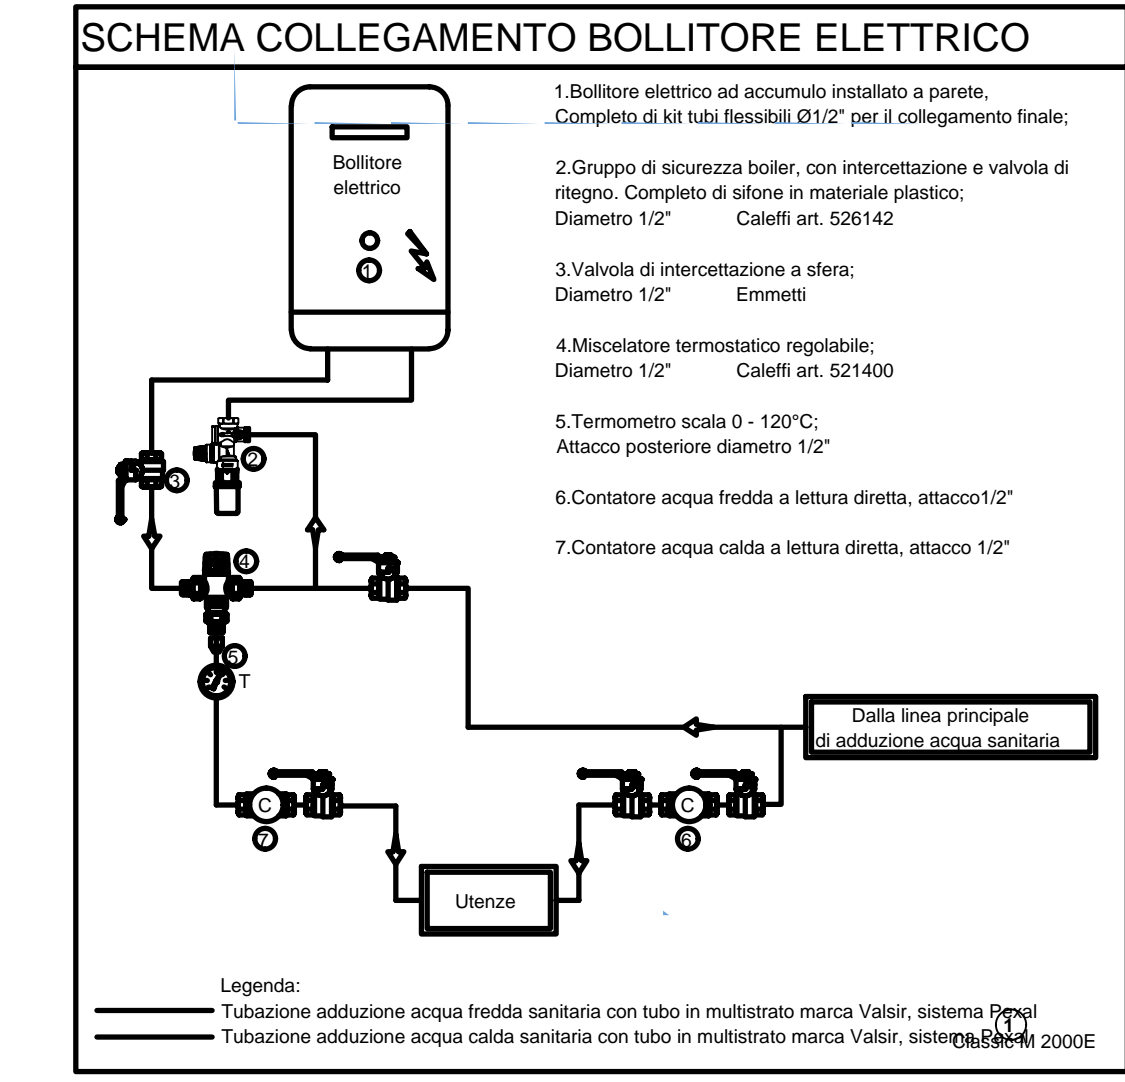 SCHEMA COLLEGAMENTO BOLLITORE ELETTRICO
1.Bollitore elettrico ad accumulo installato a parete,
Completo di kit tubi flessibili Ø1/2" per il collegamento finale;
2.Gruppo di sicurezza boiler, con intercettazione e valvola di
ritegno. Completo di sifone in materiale plastico;
Diametro 1/2" Caleffi art. 526142
3.Valvola di intercettazione a sfera;
Diametro 1/2" Emmetti
4.Miscelatore termostatico regolabile;
Diametro 1/2" Caleffi art. 521400
5.Termometro scala 0 - 120°C;
Attacco posteriore diametro 1/2"
6.Contatore acqua fredda a lettura diretta, attacco1/2"
7.Contatore acqua calda a lettura diretta, attacco 1/2"
Bollitore
elettrico
1
2
3
4
5
T
Dalla linea principale
di adduzione acqua sanitaria
C
7
C
6
Utenze
Legenda:
Tubazione adduzione acqua fredda sanitaria con tubo in multistrato marca Valsir, sistema Pexal
Tubazione adduzione acqua calda sanitaria con tubo in multistrato marca Valsir, sistema Pexal
1
Classic M 2000E